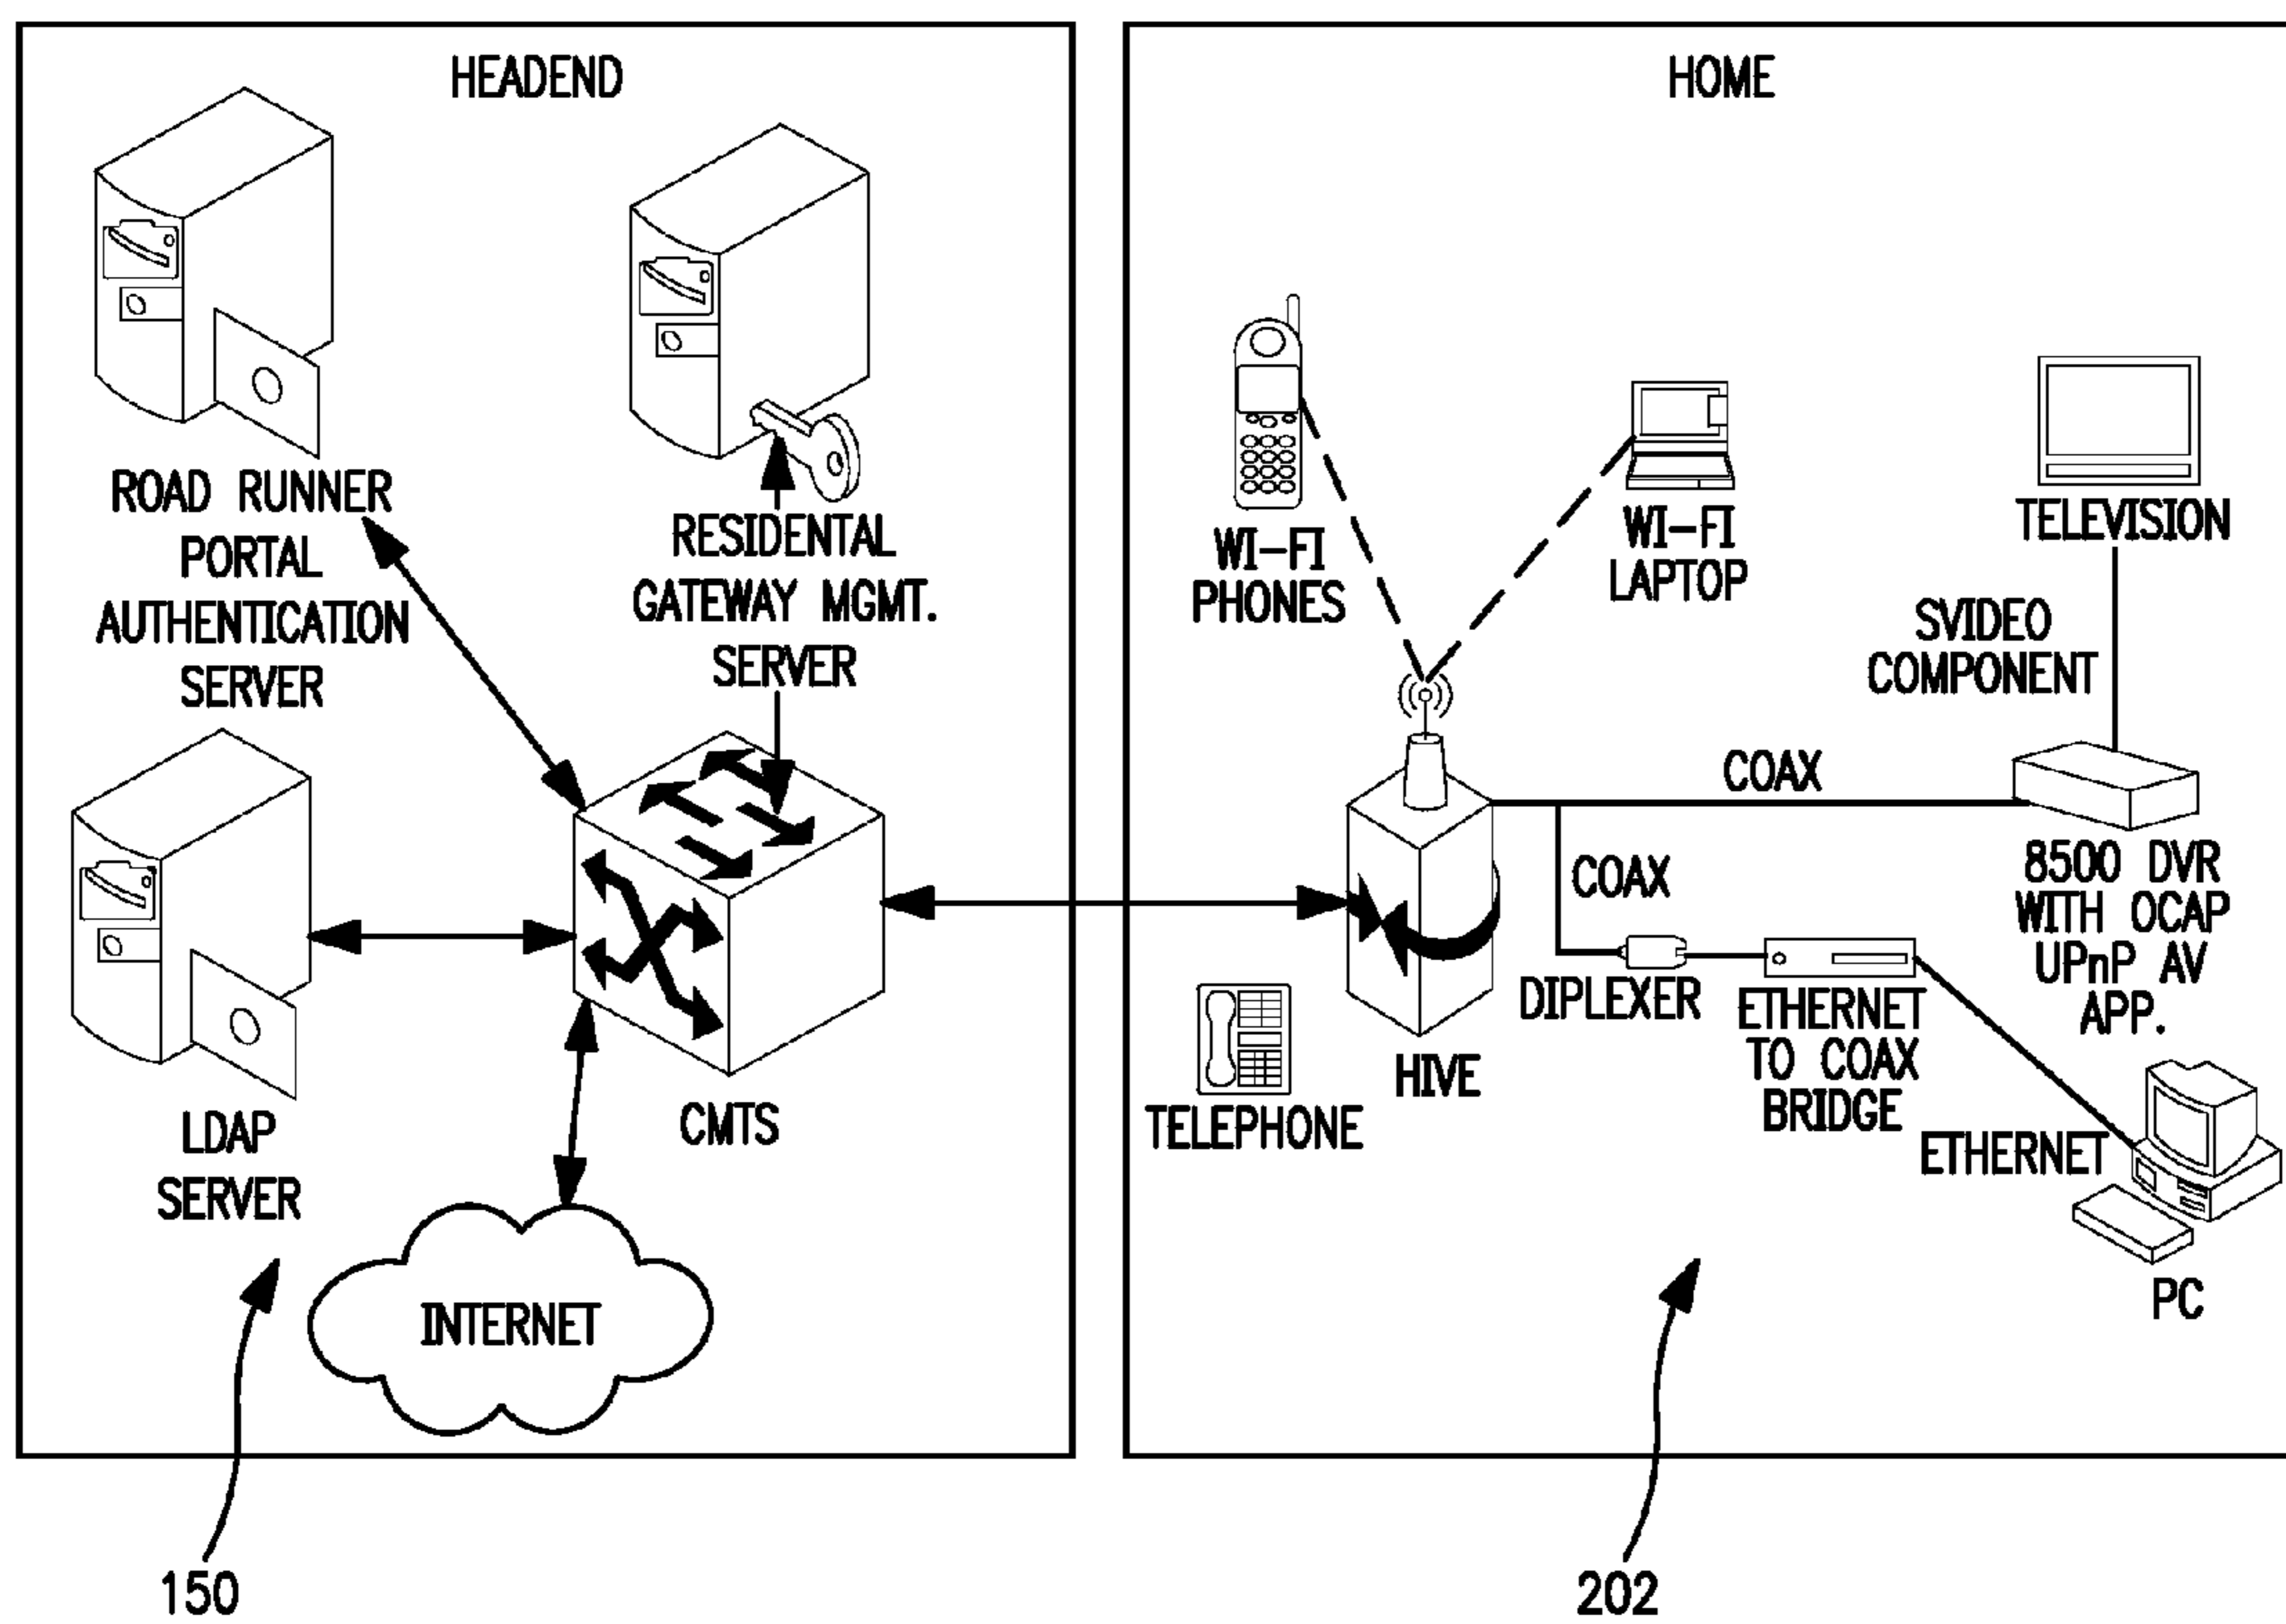 HEADEND
ROAD RUNNER
PORTAL
AUTHENTICATION
SERVER
RESIDENTAL
GATEWAY MGMT.
SERVER
LDAP
SERVER
CMTS
INTERNET
150
HOME
WI-FI
PHONES
WI-FI
LAPTOP
TELEVISION
SVIDEO
COMPONENT
COAX
COAX
8500 DVR
WITH OCAP
UPnP AV
APP.
DIPLEXER
ETHERNET
TO COAX
BRIDGE
HIVE
TELEPHONE
ETHERNET
PC
202